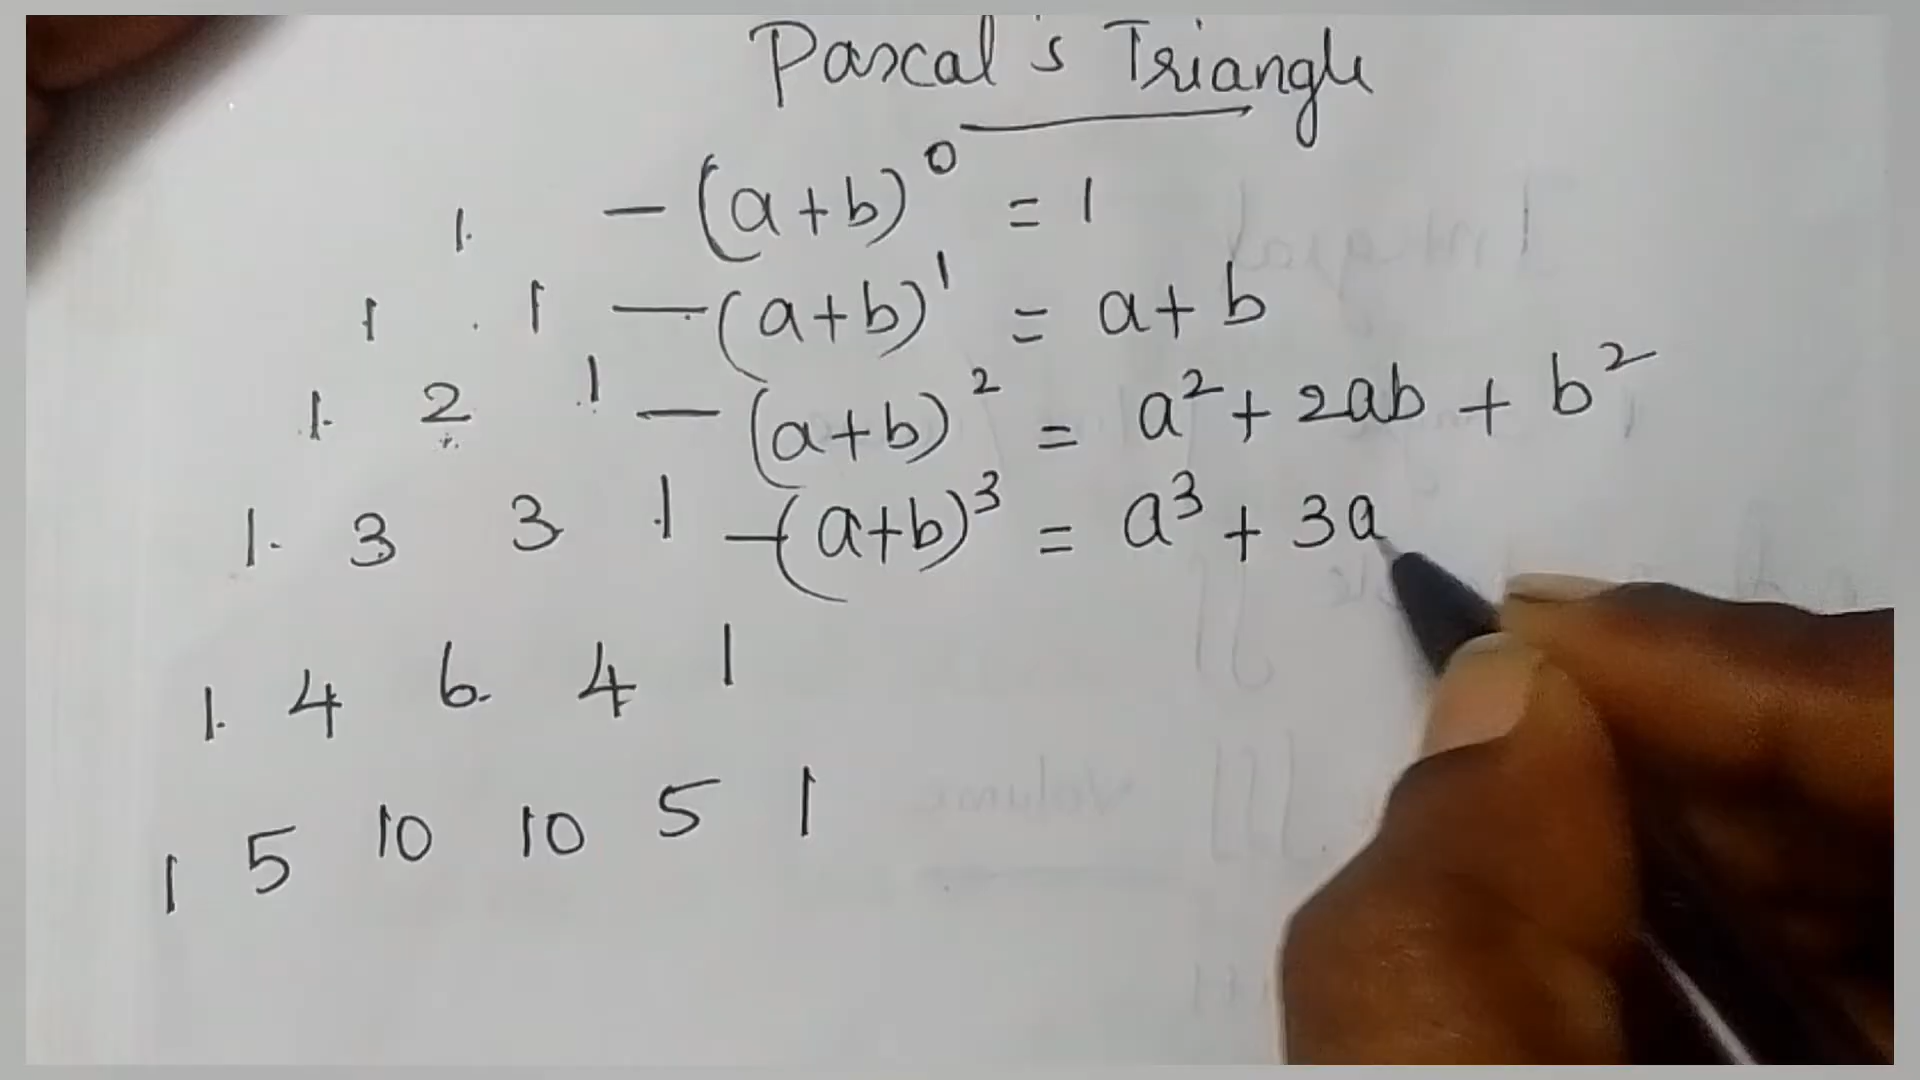 Pascal's Triangle
1. – (a+b)⁰ = 1
1 . 1 – (a+b)¹ = a+b
1. 2 1 – (a+b)² = a² + 2ab + b²
1. 3 3 1 – (a+b)³ = a³ + 3a
1. 4 6. 4 1
1 5 10 10 5 1